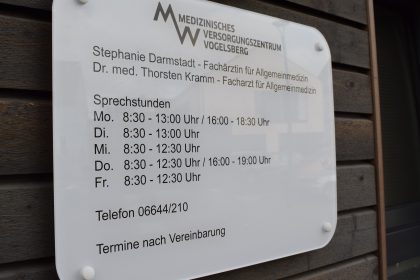 MW MEDIZINISCHES
VERSORGUNGSZENTRUM
VOGELSBERG
Stephanie Darmstadt - Fachärztin für Allgemeinmedizin
Dr. med. Thorsten Kramm - Facharzt für Allgemeinmedizin
Sprechstunden
Mo. 8:30 - 13:00 Uhr / 16:00 - 18:30 Uhr
Di. 8:30 - 13:00 Uhr
Mi. 8:30 - 12:30 Uhr
Do. 8:30 - 12:30 Uhr / 16:00 - 19:00 Uhr
Fr. 8:30 - 12:30 Uhr
Telefon 06644/210
Termine nach Vereinbarung